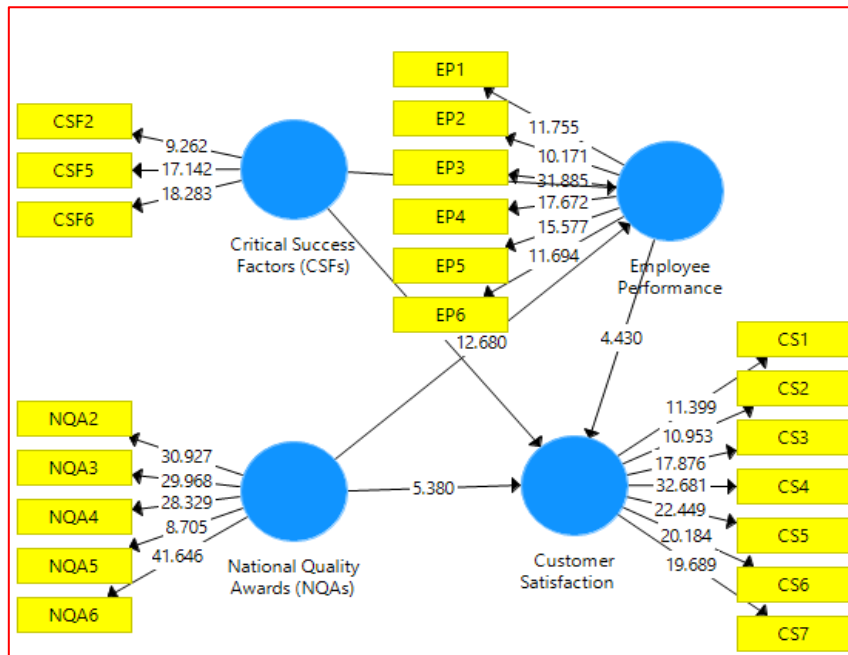 EP1
EP2
EP3
EP4
EP5
EP6
11.755
10.171
31.885
17.672
15.577
11.694
CSF2
CSF5
CSF6
9.262
17.142
18.283
Critical Success
Factors (CSFs)
Employee
Performance
12.680
4.430
NQA2
NQA3
NQA4
NQA5
NQA6
30.927
29.968
28.329
8.705
41.646
National Quality
Awards (NQAs)
5.380
Customer
Satisfaction
11.399
10.953
17.876
32.681
22.449
20.184
19.689
CS1
CS2
CS3
CS4
CS5
CS6
CS7